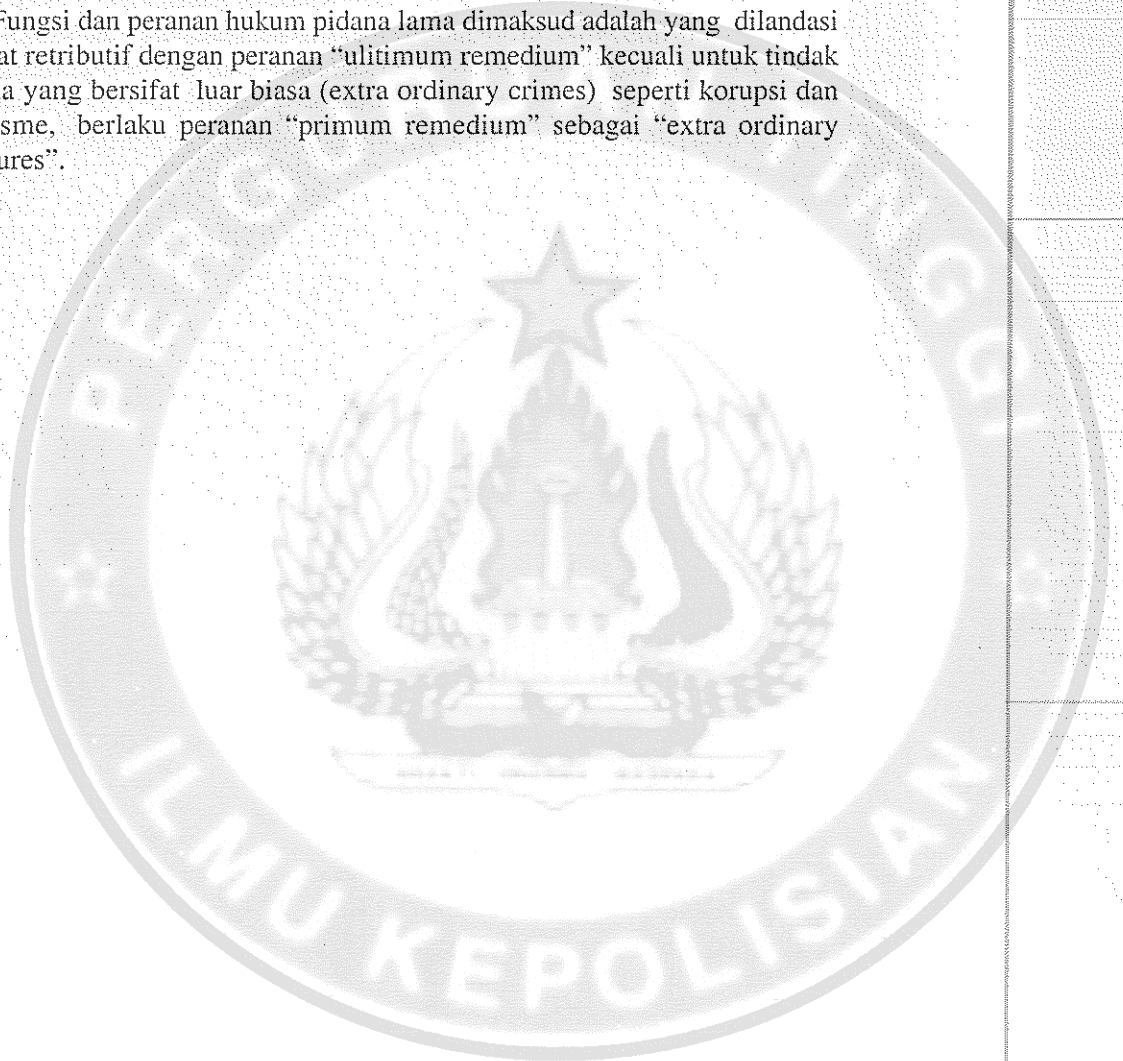 Fungsi dan peranan hukum pidana lama dimaksud adalah yang dilandasi
at retributif dengan peranan “ulitimum remedium” kecuali untuk tindak
a yang bersifat luar biasa (extra ordinary crimes) seperti korupsi dan
sme, berlaku peranan “primum remedium” sebagai “extra ordinary
ures”.
PERGURUAN TINGGI
ILMU KEPOLISIAN